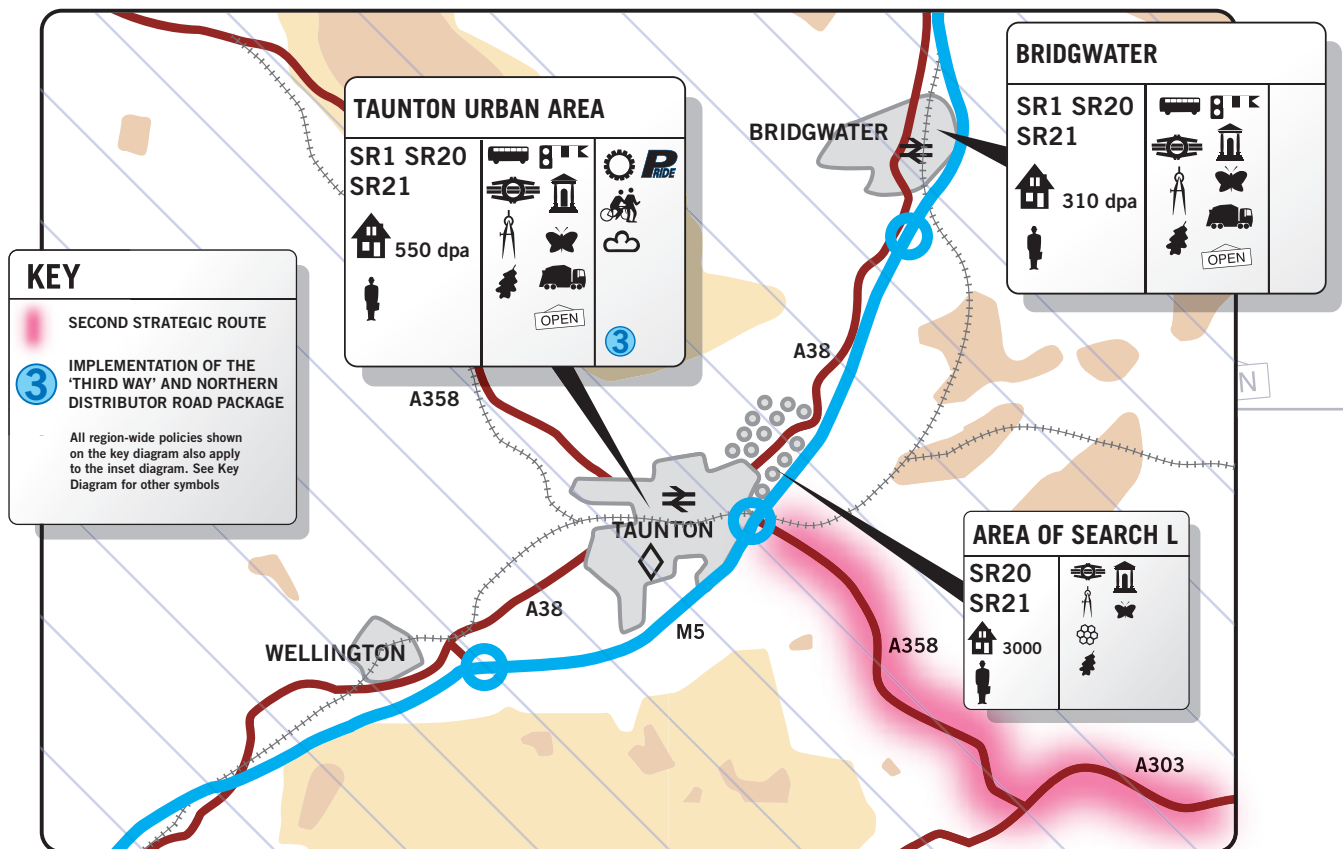 TAUNTON URBAN AREA
SR1 SR20
SR21
550 dpa
OPEN
PRIDE
3
BRIDGWATER
SR1 SR20
SR21
310 dpa
OPEN
BRIDGWATER
KEY
SECOND STRATEGIC ROUTE
3
IMPLEMENTATION OF THE
‘THIRD WAY’ AND NORTHERN
DISTRIBUTOR ROAD PACKAGE
All region-wide policies shown
on the key diagram also apply
to the inset diagram. See Key
Diagram for other symbols
A38
A358
N
TAUNTON
AREA OF SEARCH L
SR20
SR21
3000
A38
M5
A358
WELLINGTON
A303